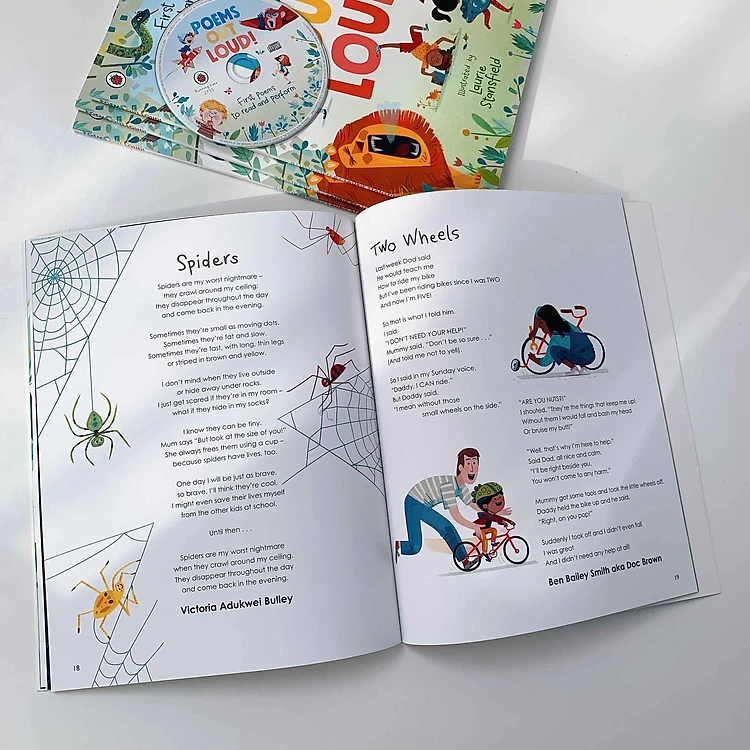 First
POEMS
OUT
LOUD!
First poems
to read and perform
LOUD
Illustrated by
Laurie
Stansfield
Spiders
Spiders are my worst nightmare –
they crawl around my ceiling;
they disappear throughout the day
and come back in the evening.
Sometimes they're small as moving dots.
Sometimes they're fat and slow.
Sometimes they're fast, with long, thin legs
or striped in brown and yellow.
I don't mind when they live outside
or hide away under rocks.
I just get scared if they're in my room –
what if they hide in my socks?
I know they can be tiny.
Mum says "But look at the size of you!"
She always frees them using a cup –
because spiders have lives, too.
One day I will be just as brave,
so brave, I'll think they're cool.
I might even save their lives myself
from the other kids at school.
Until then . . .
Spiders are my worst nightmare
when they crawl around my ceiling.
They disappear throughout the day
and come back in the evening.
Victoria Adukwei Bulley
18
Two Wheels
Last week Dad said
He would teach me
How to ride my bike
But I've been riding bikes since I was TWO
And now I'm FIVE!
So that is what I told him.
I said,
"I DON'T NEED YOUR HELP!"
Mummy said, "Don't be so sure . . ."
(And told me not to yell).
So I said in my Sunday voice,
"Daddy, I CAN ride."
But Daddy said,
"I mean without those
small wheels on the side."
"ARE YOU NUTS?!"
I shouted, "They're the things that keep me up!
Without them I would fall and bash my head
Or bruise my butt!"
"Well, that's why I'm here to help,"
Said Dad, all nice and calm.
"I'll be right beside you.
You won't come to any harm."
Mummy got some tools and took the little wheels off.
Daddy held the bike up and he said,
"Right, on you pop!"
Suddenly I took off and I didn't even fall
I was great
And I didn't need any help at all!
Ben Bailey Smith aka Doc Brown
19